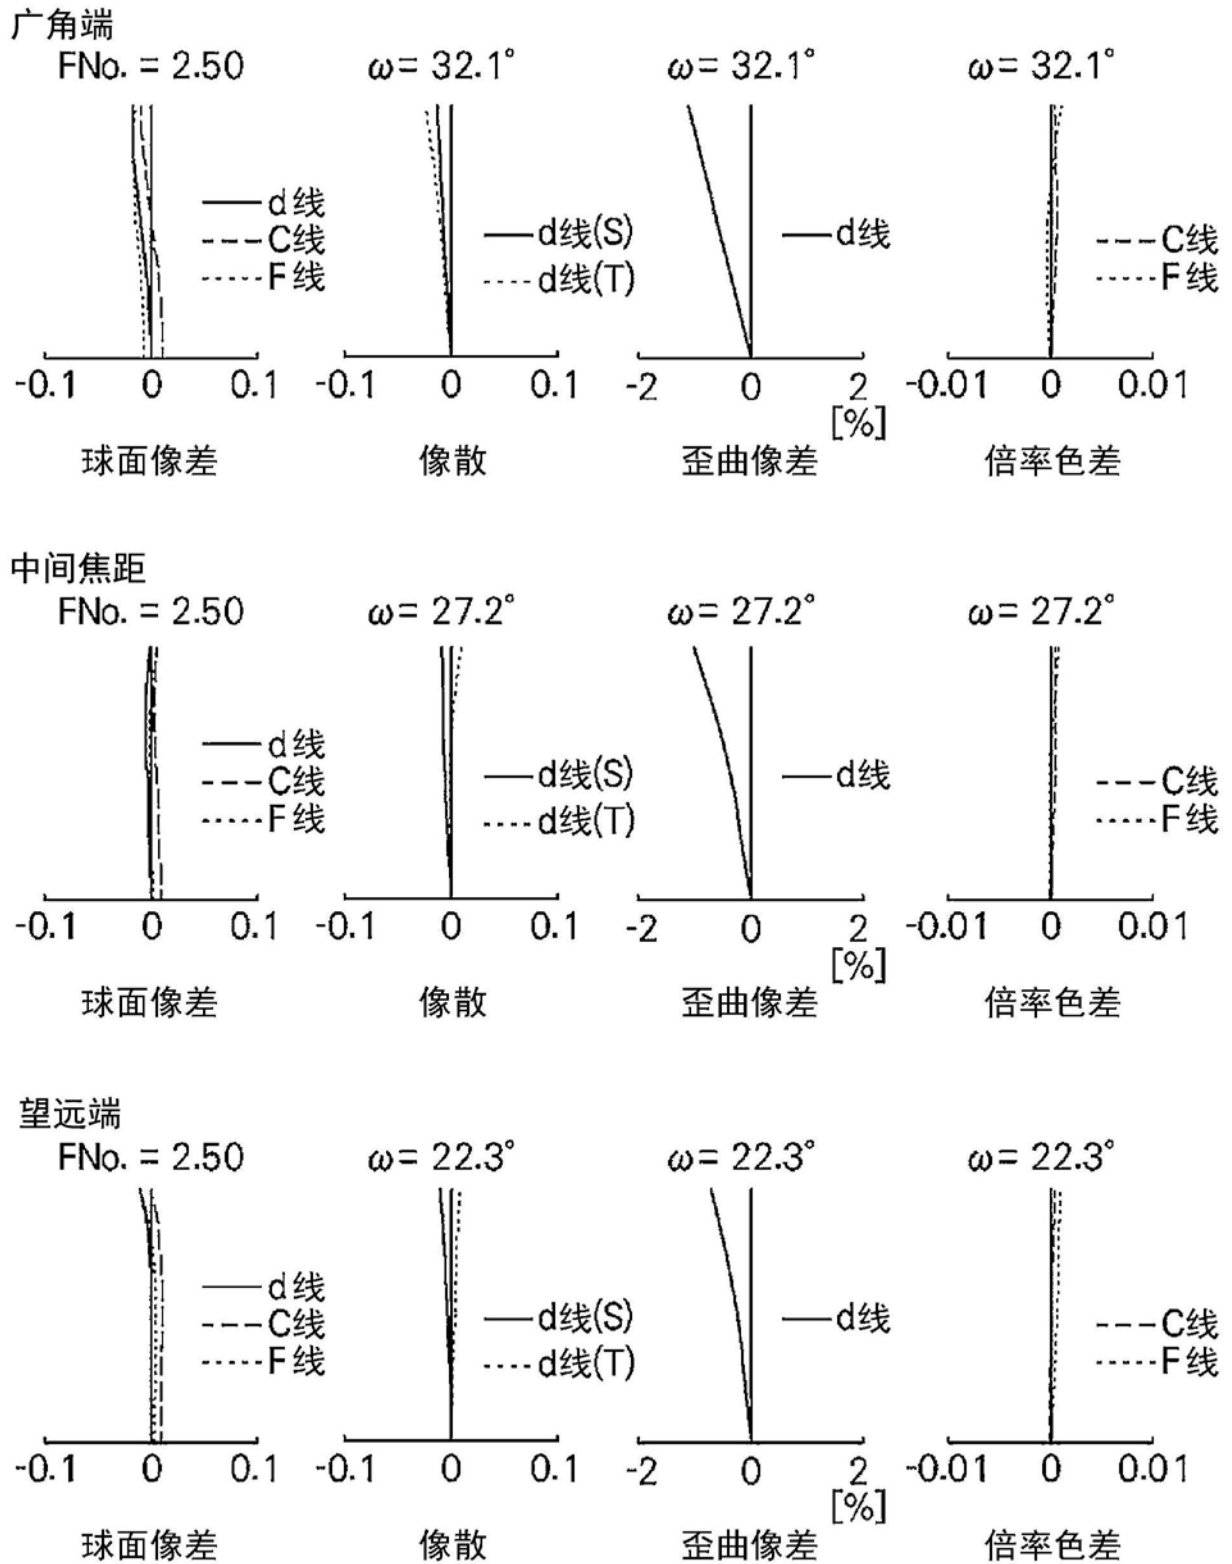 广角端
FNo. = 2.50
ω= 32.1°
ω= 32.1°
ω= 32.1°
d线
C线
F线
d线(S)
d线(T)
d线
C线
F线
-0.1 0 0.1
-0.1 0 0.1
-2 0 2
[%]
-0.01 0 0.01
球面像差
像散
歪曲像差
倍率色差
中间焦距
FNo. = 2.50
ω= 27.2°
ω= 27.2°
ω= 27.2°
d线
C线
F线
d线(S)
d线(T)
d线
C线
F线
-0.1 0 0.1
-0.1 0 0.1
-2 0 2
[%]
-0.01 0 0.01
球面像差
像散
歪曲像差
倍率色差
望远端
FNo. = 2.50
ω= 22.3°
ω= 22.3°
ω= 22.3°
d线
C线
F线
d线(S)
d线(T)
d线
C线
F线
-0.1 0 0.1
-0.1 0 0.1
-2 0 2
[%]
-0.01 0 0.01
球面像差
像散
歪曲像差
倍率色差